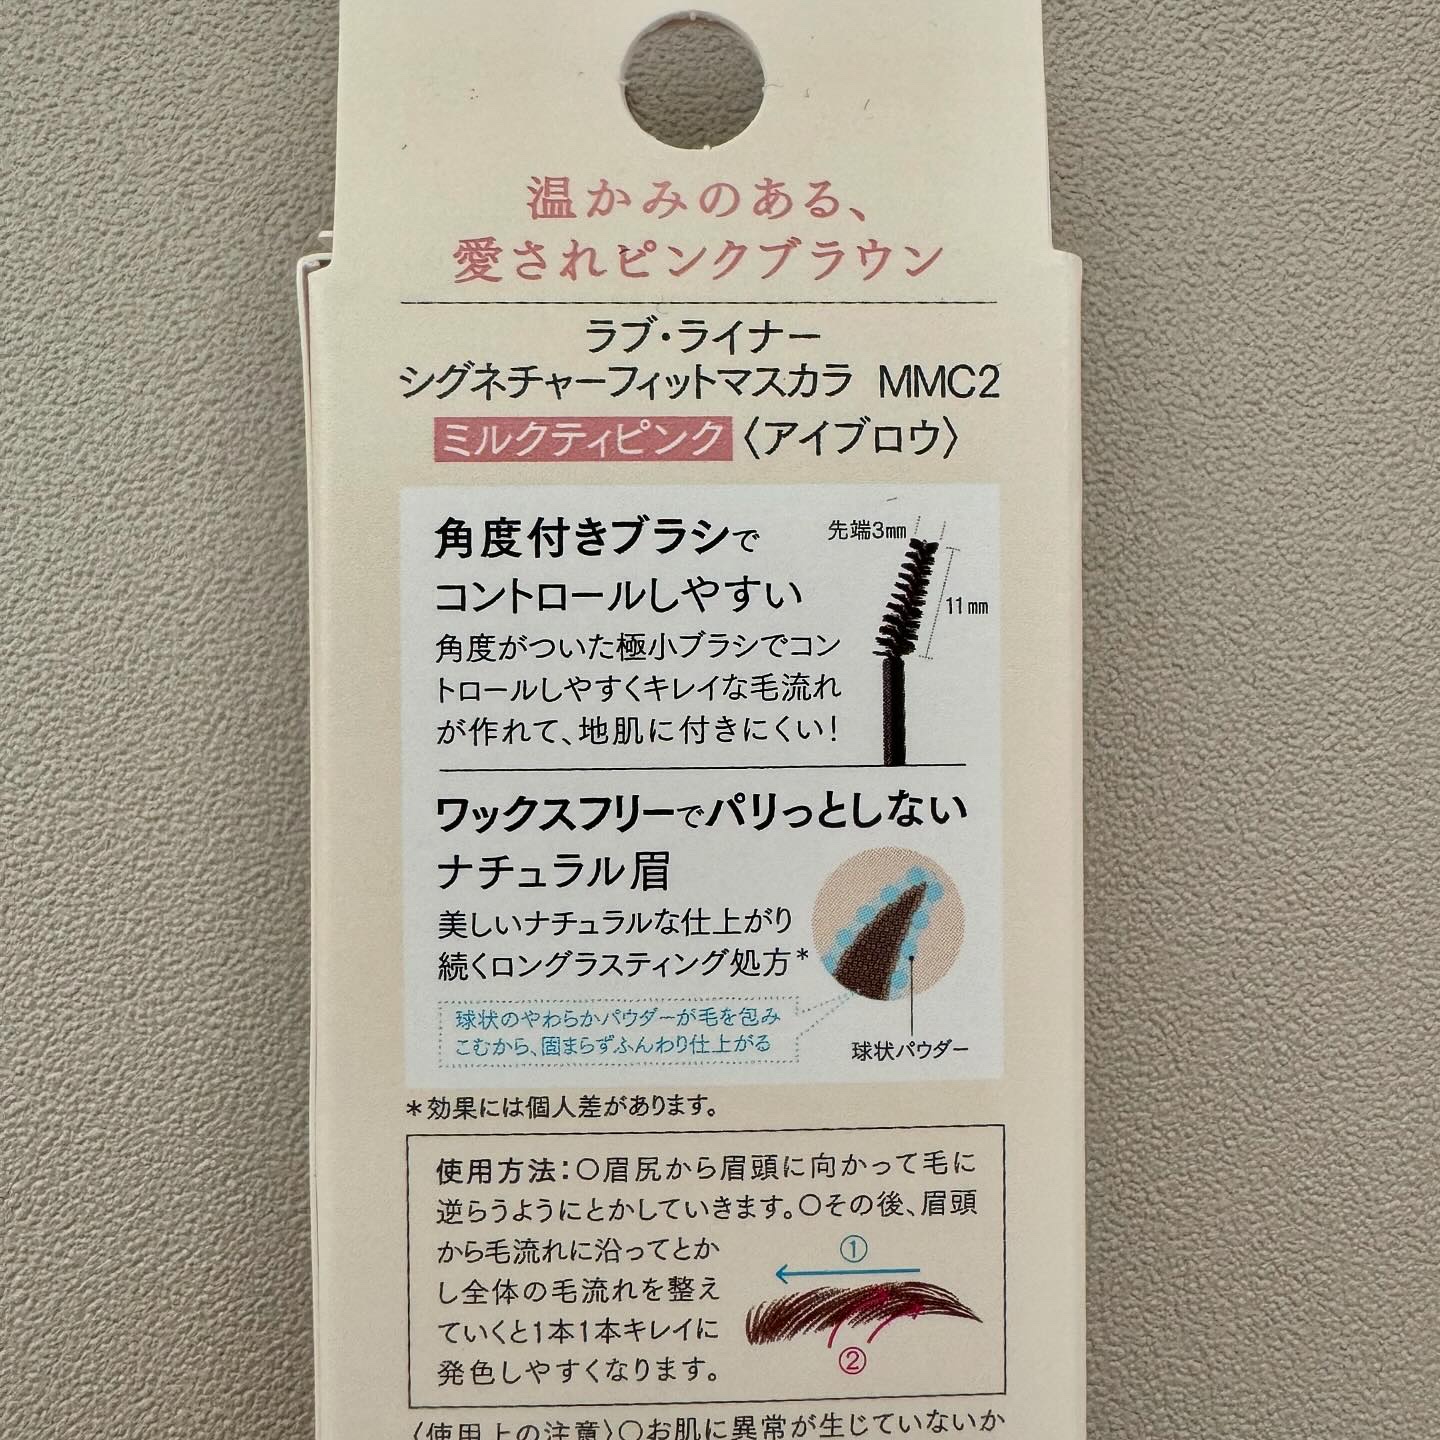 温かみのある、
愛されピンクブラウン
ラブ・ライナー
シグネチャーフィットマスカラ MMC2
ミルクティピンク〈アイブロウ〉
角度付きブラシで
コントロールしやすい
角度がついた極小ブラシでコン
トロールしやすくキレイな毛流れ
が作れて、地肌に付きにくい!
先端3㎜
11㎜
ワックスフリーでパリっとしない
ナチュラル眉
美しいナチュラルな仕上がり
続くロングラスティング処方*
球状のやわらかパウダーが毛を包み
こむから、固まらずふんわり仕上がる
球状パウダー
*効果には個人差があります。
使用方法:〇眉尻から眉頭に向かって毛に
逆らうようにとかしていきます。〇その後、眉頭
から毛流れに沿ってとか
し全体の毛流れを整え
ていくと1本1本キレイに
発色しやすくなります。
①
②
〈使用上の注意〉〇お肌に異常が生じていないか